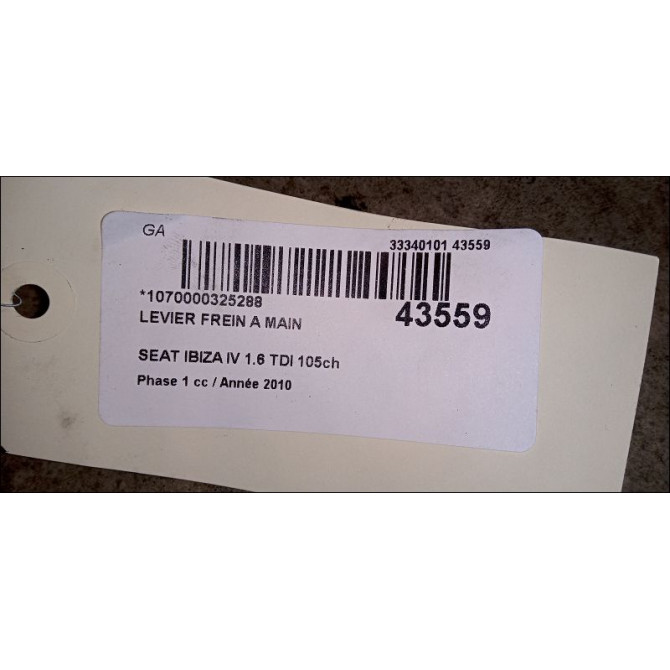 GA
33340101 43559
*1070000325288
43559
LEVIER FREIN A MAIN
SEAT IBIZA IV 1.6 TDI 105ch
Phase 1 cc / Année 2010